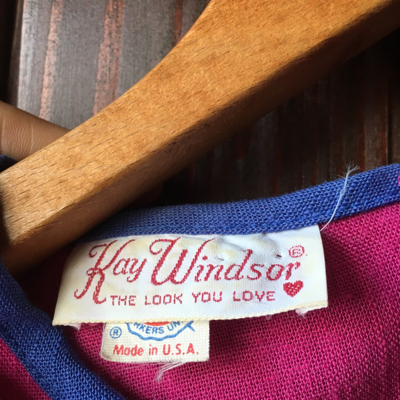 Kay Windsor ®
THE LOOK YOU LOVE
®
Made in U.S.A.